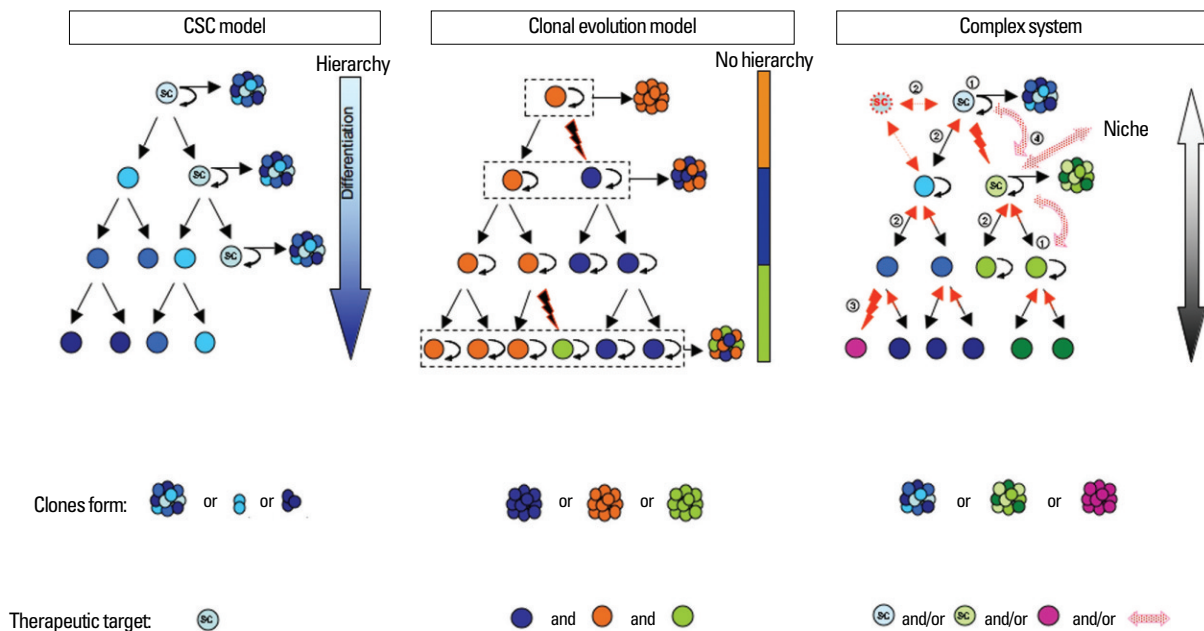 CSC model
Clonal evolution model
Complex system
Hierarchy
No hierarchy
SC
SC
SC
Differentiation
SC
②
①
SC
②
④
Niche
SC
②
②
①
③
Clones form:
or
or
or
or
or
or
Therapeutic target:
SC
and
and
SC
and/or
SC
and/or
and/or